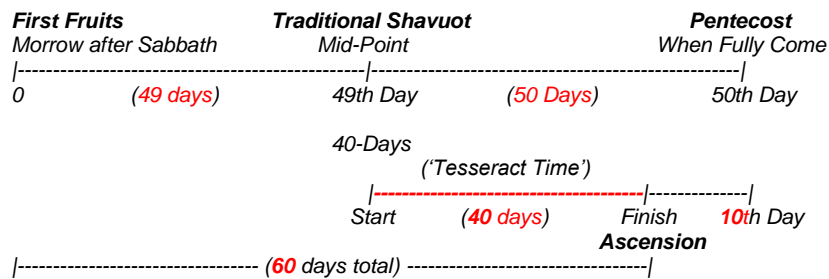 First Fruits Traditional Shavuot Pentecost
Morrow after Sabbath Mid-Point When Fully Come
|--------------------------------------------------|-----------------------------------------------------|
0 (49 days) 49th Day (50 Days) 50th Day
40-Days
(‘Tesseract Time’)
|---------------------------------------|--------------|
Start (40 days) Finish 10th Day
Ascension
|---------------------------------- (60 days total) ----------------------------------|